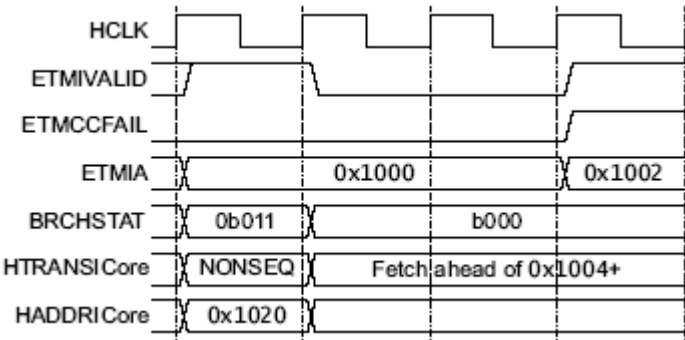 HCLK
ETMIVALID
ETMCCFAIL
ETMIA 0x1000 0x1002
BRCHSTAT 0b011 b000
HTRANSICore NONSEQ Fetch ahead of 0x1004+
HADDRICore 0x1020